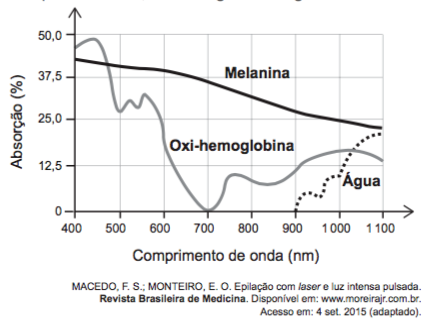 50,0
37,5
25,0
12,5
0
Absorção (%)
Melanina
Oxi-hemoglobina
Água
400 500 600 700 800 900 1 000 1 100
Comprimento de onda (nm)
MACEDO, F. S.; MONTEIRO, E. O. Epilação com laser e luz intensa pulsada.
Revista Brasileira de Medicina. Disponível em: www.moreirajr.com.br.
Acesso em: 4 set. 2015 (adaptado).